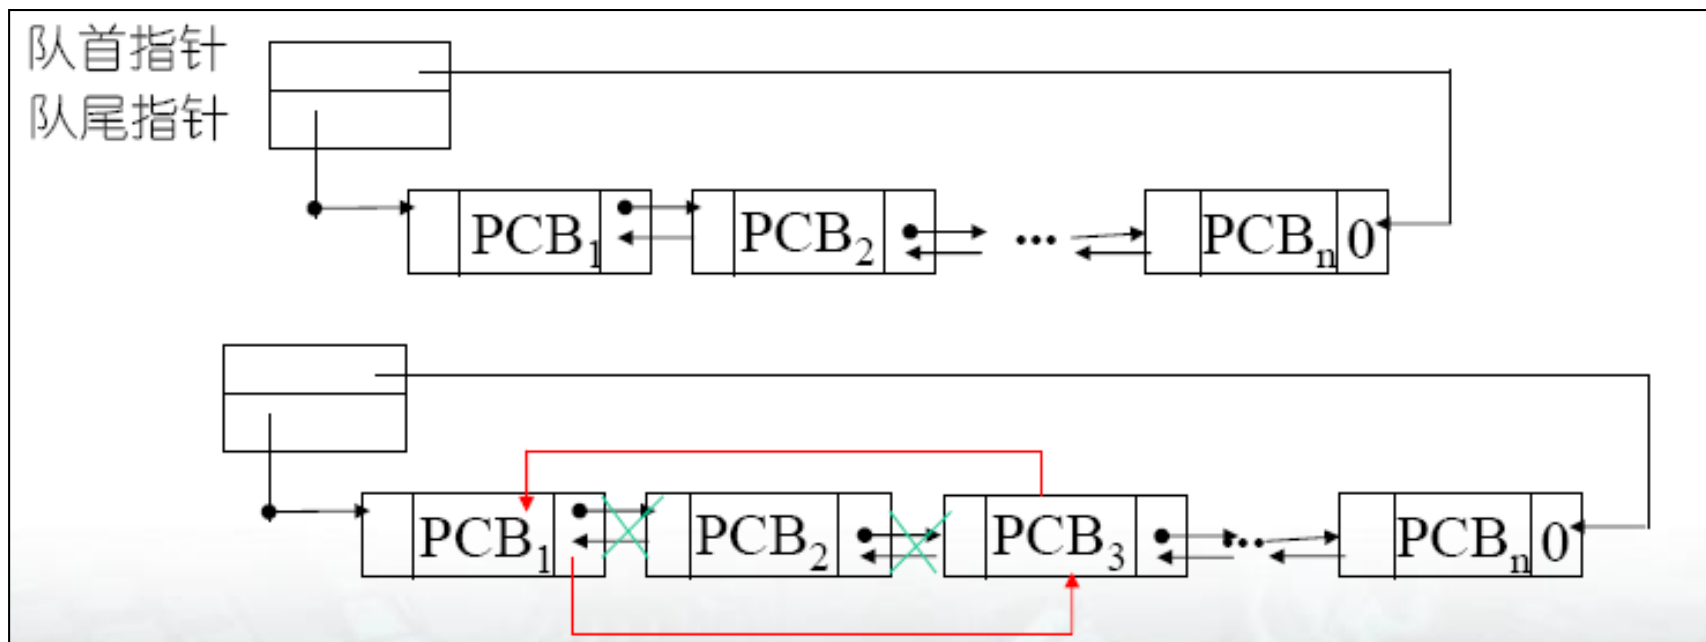 队首指针
队尾指针
PCB₁ PCB₂ ... PCBₙ 0
PCB₁ PCB₂ PCB₃ ... PCBₙ 0